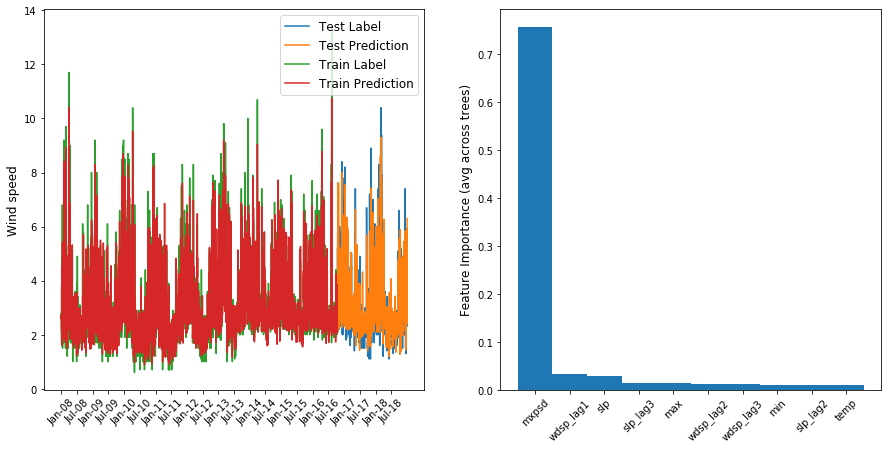 14
12
10
8
6
4
2
0
Wind speed
Test Label
Test Prediction
Train Label
Train Prediction
Jan-08
Jul-08
Jan-09
Jul-09
Jan-10
Jul-10
Jan-11
Jul-11
Jan-12
Jul-12
Jan-13
Jul-13
Jan-14
Jul-14
Jan-15
Jul-15
Jan-16
Jul-16
Jan-17
Jul-17
Jan-18
Jul-18
0.7
0.6
0.5
0.4
0.3
0.2
0.1
0.0
Feature Importance (avg across trees)
mxpsd
wdsp_lag1
slp
slp_lag3
max
wdsp_lag2
wdsp_lag3
min
slp_lag2
temp